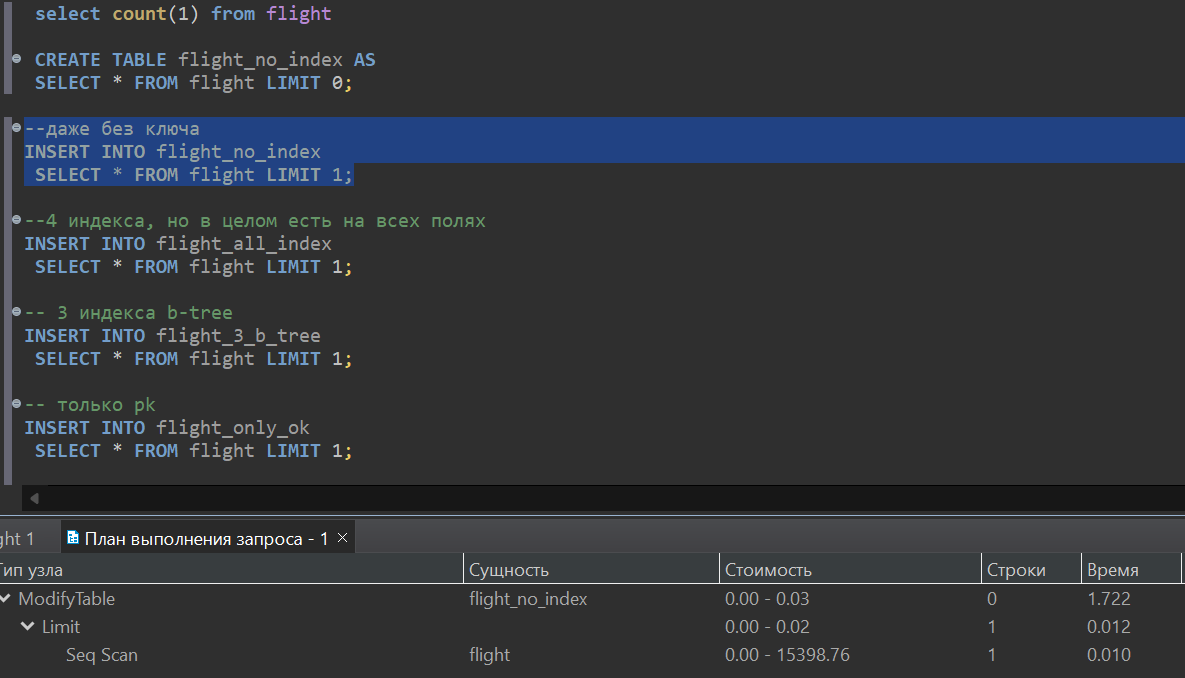 select count(1) from flight
CREATE TABLE flight_no_index AS
SELECT * FROM flight LIMIT 0;
--даже без ключа
INSERT INTO flight_no_index
SELECT * FROM flight LIMIT 1;
--4 индекса, но в целом есть на всех полях
INSERT INTO flight_all_index
SELECT * FROM flight LIMIT 1;
-- 3 индекса b-tree
INSERT INTO flight_3_b_tree
SELECT * FROM flight LIMIT 1;
-- только pk
INSERT INTO flight_only_ok
SELECT * FROM flight LIMIT 1;
ght 1 План выполнения запроса - 1
Тип узла Сущность Стоимость Строки Время
ModifyTable flight_no_index 0.00 - 0.03 0 1.722
Limit 0.00 - 0.02 1 0.012
Seq Scan flight 0.00 - 15398.76 1 0.010